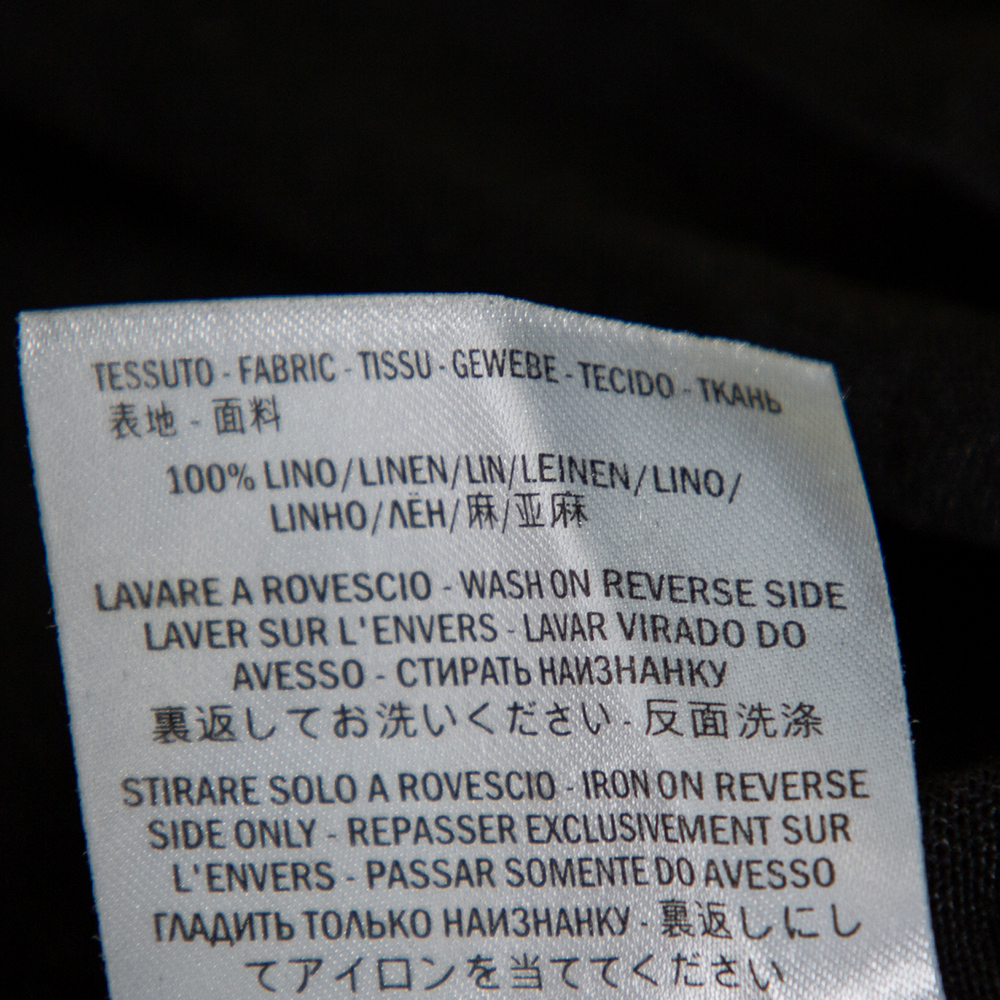 TESSUTO - FABRIC - TISSU - GEWEBE - TECIDO - ТКАНЬ
表地 - 面料
100% LINO/LINEN/LIN/LEINEN/LINO/
LINHO/ЛЁН/麻/亚麻
LAVARE A ROVESCIO - WASH ON REVERSE SIDE
LAVER SUR L'ENVERS - LAVAR VIRADO DO
AVESSO - СТИРАТЬ НАИЗНАНКУ
裏返してお洗いください - 反面洗涤
STIRARE SOLO A ROVESCIO - IRON ON REVERSE
SIDE ONLY - REPASSER EXCLUSIVEMENT SUR
L'ENVERS - PASSAR SOMENTE DO AVESSO
ГЛАДИТЬ ТОЛЬКО НАИЗНАНКУ - 裏返しにし
てアイロンを当ててください